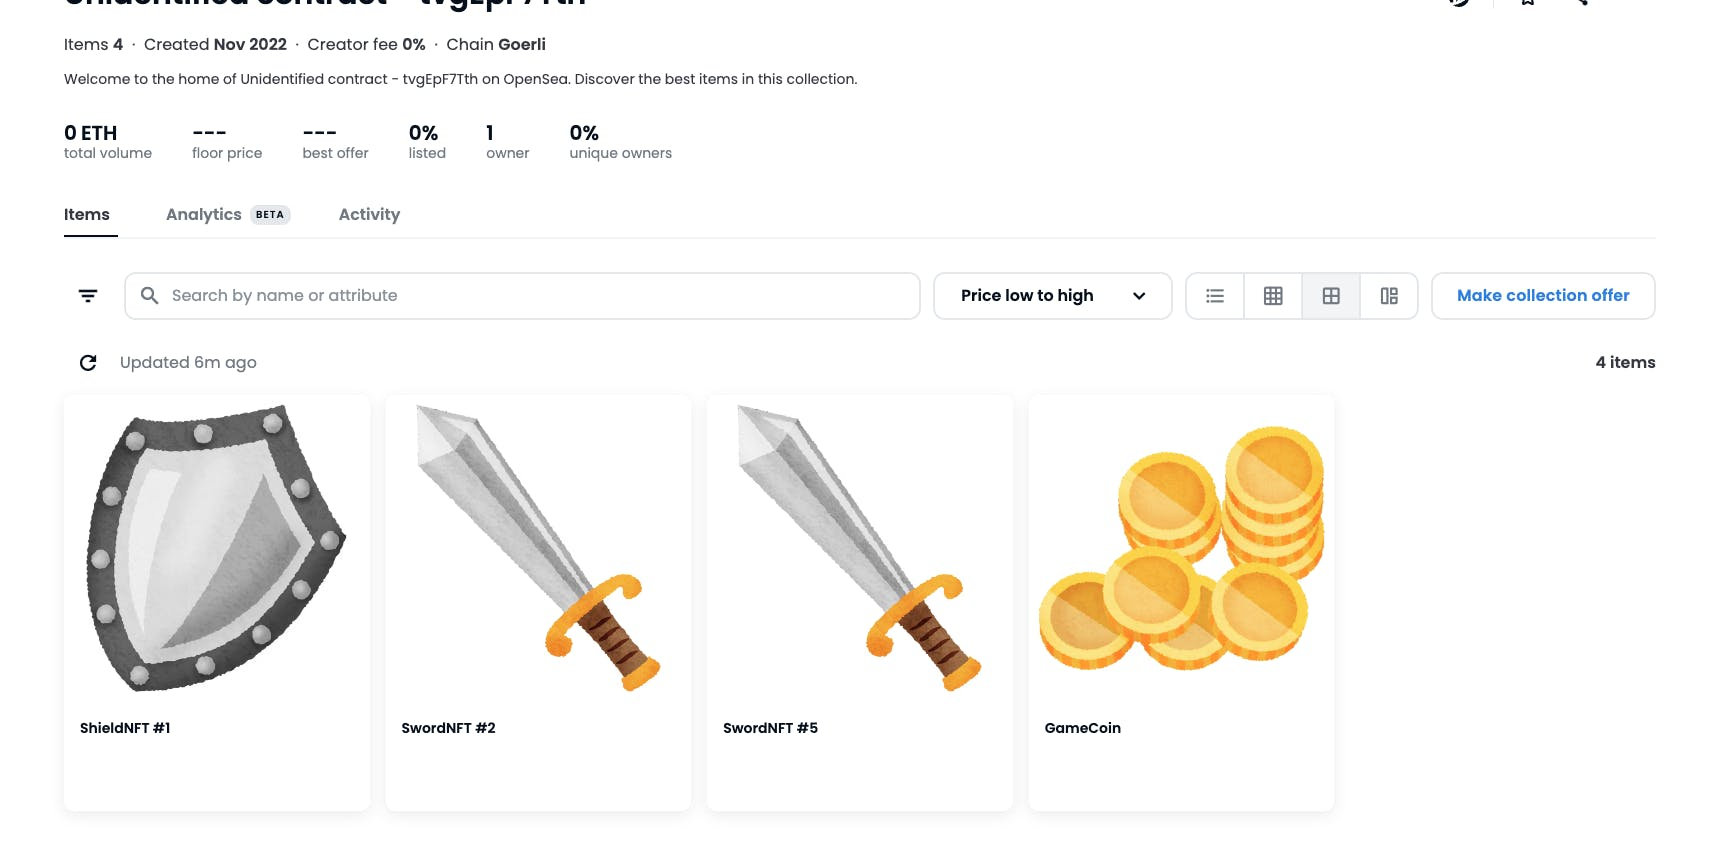 Unidentified contract - tvgEpF7Tth
Items 4 · Created Nov 2022 · Creator fee 0% · Chain Goerli
Welcome to the home of Unidentified contract - tvgEpF7Tth on OpenSea. Discover the best items in this collection.
0 ETH --- --- 0% 1 0%
total volume floor price best offer listed owner unique owners
Items Analytics BETA Activity
Search by name or attribute Price low to high Make collection offer
Updated 6m ago 4 items
ShieldNFT #1 SwordNFT #2 SwordNFT #5 GameCoin